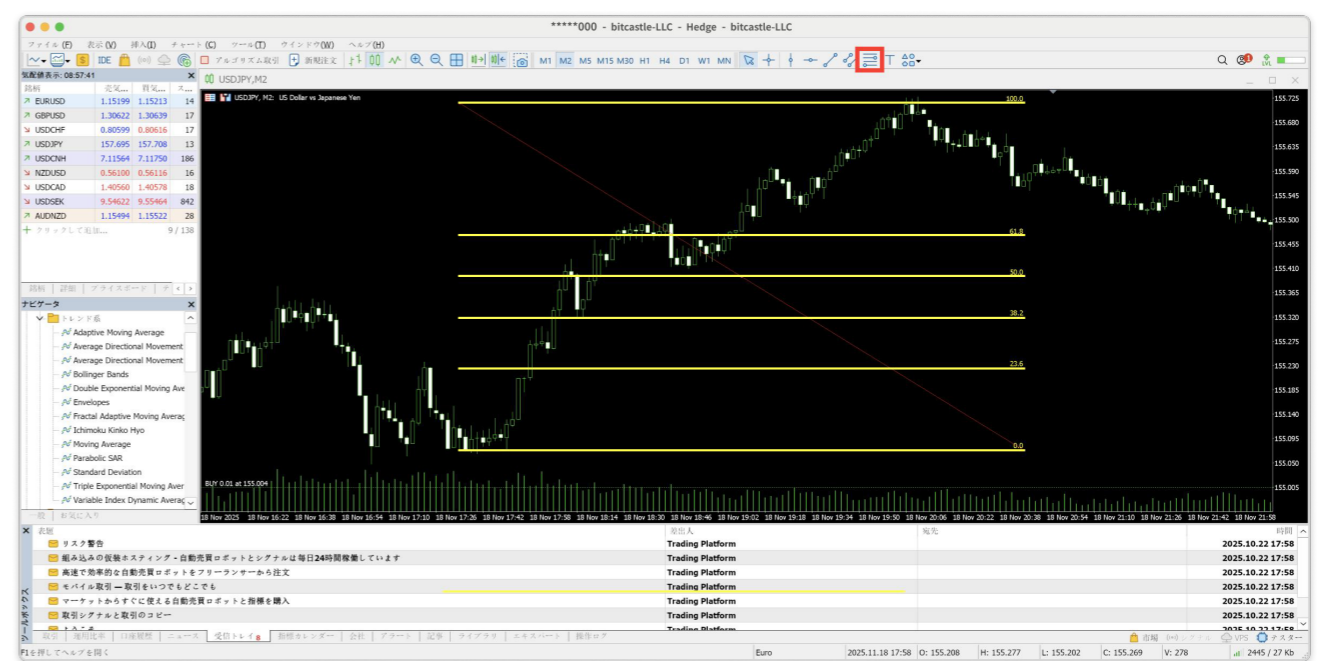 *****000 - bitcastle-LLC - Hedge - bitcastle-LLC
ファイル (F) 表示 (V) 挿入(I) チャート (C) ツール(T) ウインドウ(W) ヘルプ(H)
IDE アルゴリズム取引 新規注文 M1 M2 M5 M15 M30 H1 H4 D1 W1 MN LVL
気配値表示: 08:57:41
銘柄 売気... 買気... ス...
EURUSD 1.15199 1.15213 14
GBPUSD 1.30622 1.30639 17
USDCHF 0.80599 0.80616 17
USDJPY 157.695 157.708 13
USDCNH 7.11564 7.11750 186
NZDUSD 0.56100 0.56116 16
USDCAD 1.40560 1.40578 18
USDSEK 9.54622 9.55464 842
AUDNZD 1.15494 1.15522 28
クリックして追加... 9 / 138
銘柄 詳細 プライスボード
ナビゲータ
トレンド系
Adaptive Moving Average
Average Directional Movement
Average Directional Movement
Bollinger Bands
Double Exponential Moving Ave
Envelopes
Fractal Adaptive Moving Averag
Ichimoku Kinko Hyo
Moving Average
Parabolic SAR
Standard Deviation
Triple Exponential Moving Aver
Variable Index Dynamic Averag
一般 お気に入り
USDJPY,M2
USDJPY, M2: US Dollar vs Japanese Yen
100.0
61.8
50.0
38.2
23.6
0.0
BUY 0.01 at 155.004
155.725
155.680
155.635
155.590
155.545
155.500
155.455
155.410
155.365
155.320
155.275
155.230
155.185
155.140
155.095
155.050
155.005
18 Nov 2025 18 Nov 16:22 18 Nov 16:38 18 Nov 16:54 18 Nov 17:10 18 Nov 17:26 18 Nov 17:42 18 Nov 17:58 18 Nov 18:14 18 Nov 18:30 18 Nov 18:46 18 Nov 19:02 18 Nov 19:18 18 Nov 19:34 18 Nov 19:50 18 Nov 20:06 18 Nov 20:22 18 Nov 20:38 18 Nov 20:54 18 Nov 21:10 18 Nov 21:26 18 Nov 21:42 18 Nov 21:58
表題 差出人 宛先 時間
リスク警告 Trading Platform 2025.10.22 17:58
組み込みの仮装ホスティング - 自動売買ロボットとシグナルは毎日24時間稼働しています Trading Platform 2025.10.22 17:58
高速で効率的な自動売買ロボットをフリーランサーから注文 Trading Platform 2025.10.22 17:58
モバイル取引 — 取引をいつでもどこでも Trading Platform 2025.10.22 17:58
マーケットからすぐに使える自動売買ロボットと指標を購入 Trading Platform 2025.10.22 17:58
取引シグナルと取引のコピー Trading Platform 2025.10.22 17:58
ようこそ Trading Platform 2025.10.22 17:58
ツールボックス
取引 運用比率 口座履歴 ニュース 受信トレイ 8 指標カレンダー 会社 アラート 記事 ライブラリ エキスパート 操作ログ 市場 シグナル VPS テスター
F1を押してヘルプを開く Euro 2025.11.18 17:58 O: 155.208 H: 155.277 L: 155.202 C: 155.269 V: 278 2445 / 27 Kb